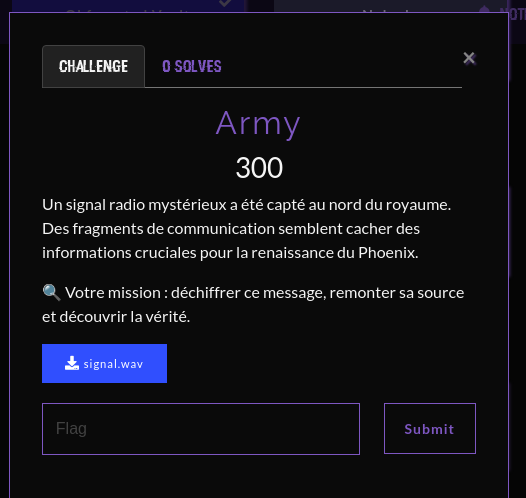 CHALLENGE 0 SOLVES ×
Army
300
Un signal radio mystérieux a été capté au nord du royaume.
Des fragments de communication semblent cacher des
informations cruciales pour la renaissance du Phoenix.
🔍 Votre mission : déchiffrer ce message, remonter sa source
et découvrir la vérité.
signal.wav
Flag
Submit